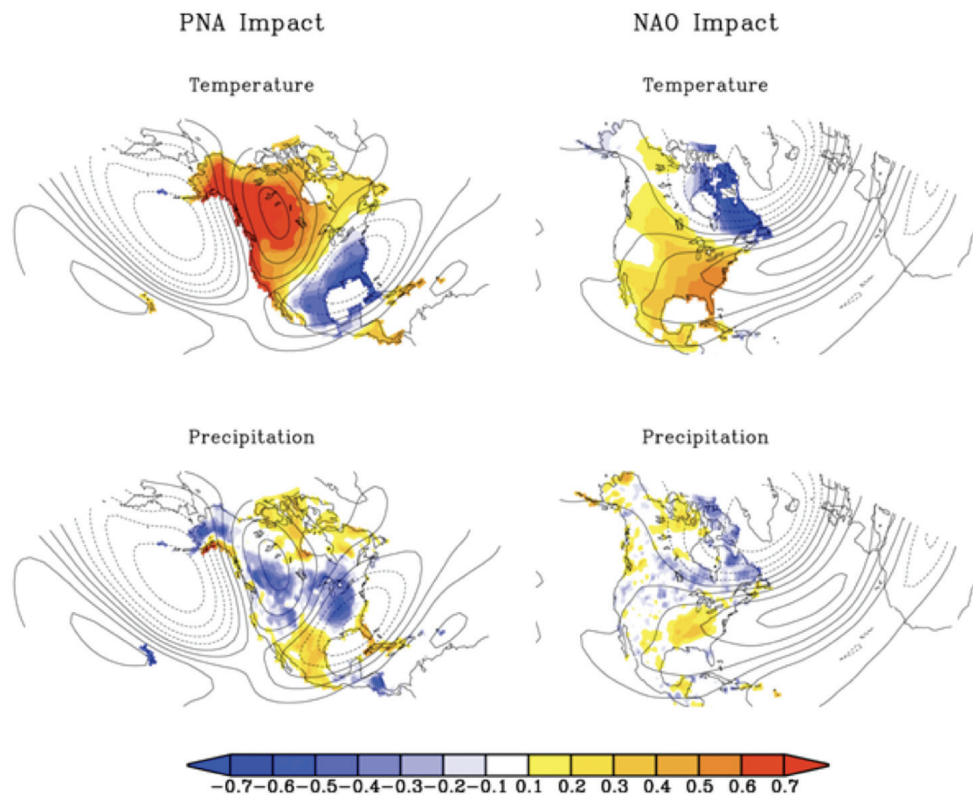 PNA Impact
NAO Impact
Temperature
Temperature
Precipitation
Precipitation
−0.7−0.6−0.5−0.4−0.3−0.2−0.1 0.1 0.2 0.3 0.4 0.5 0.6 0.7